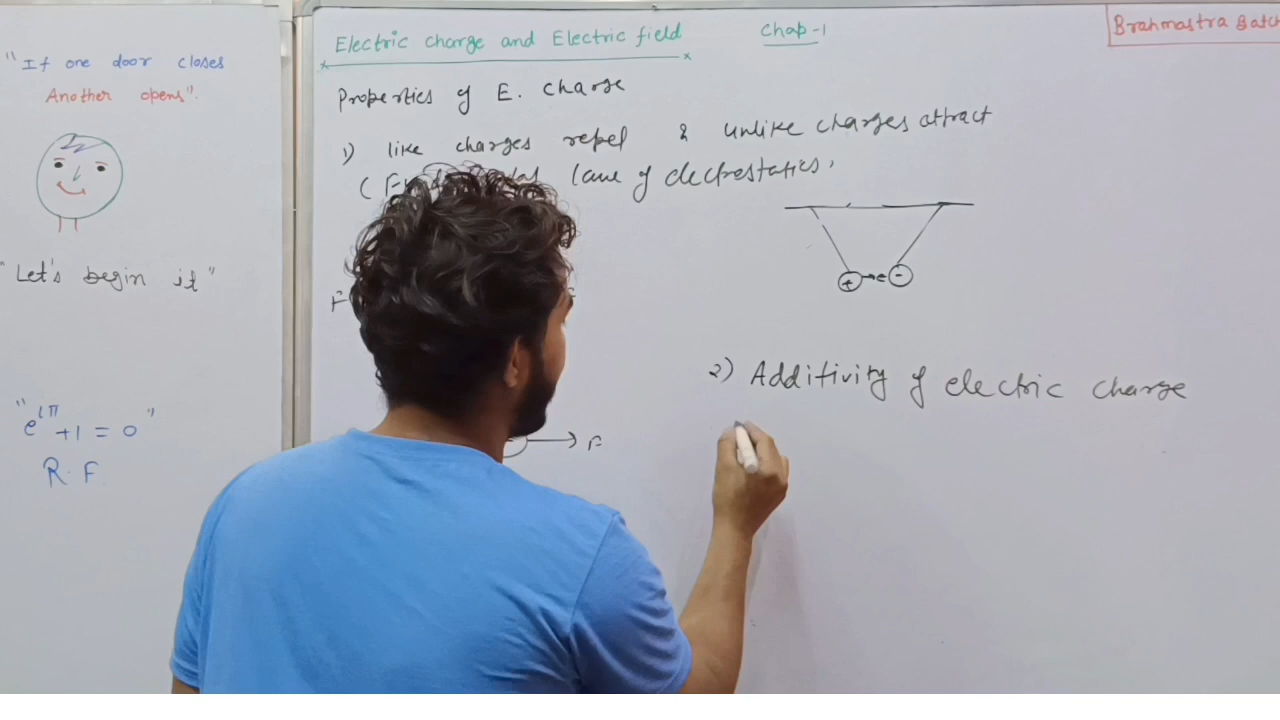 "If one door closes
Another opens".
"Let's begin it"
"e^iπ +1 = 0"
R. F.
Electric charge and Electric field
Chap-1
Brahmastra Batch
Properties of E. charge
1) like charges repel & unlike charges attract
( law of electrostatics.
+ -
F
F
2) Additivity of electric charge